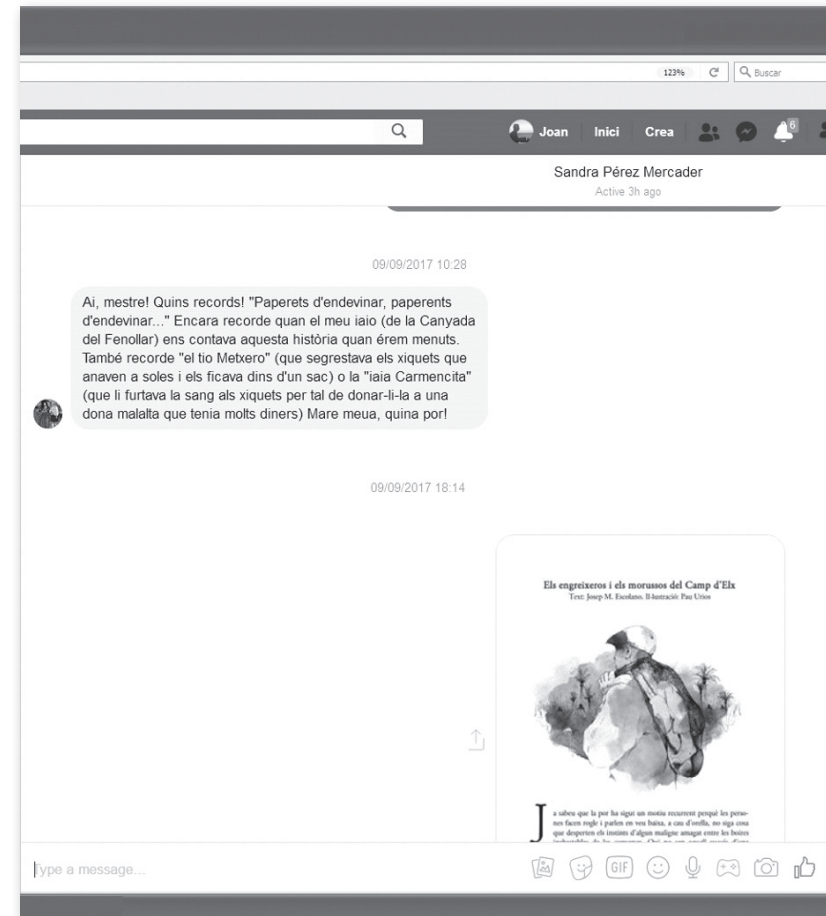 123%
Buscar
Joan Inici Crea 6
Sandra Pérez Mercader
Active 3h ago
09/09/2017 10:28
Ai, mestre! Quins records! "Paperets d'endevinar, paperents
d'endevinar..." Encara recorde quan el meu iaio (de la Canyada
del Fenollar) ens contava aquesta història quan érem menuts.
També recorde "el tio Metxero" (que segrestava els xiquets que
anaven a soles i els ficava dins d'un sac) o la "iaia Carmencita"
(que li furtava la sang als xiquets per tal de donar-li-la a una
dona malalta que tenia molts diners) Mare meua, quina por!
09/09/2017 18:14
Els engreixeros i els morussos del Camp d'Elx
Text: Josep M. Escolano. Il·lustració: Pau Urios
Ja sabeu que la por ha sigut un motiu recurrent perquè les perso-
nes facen rogle i parlen en veu baixa, a cau d'orella, no siga cosa
que desperten els instints d'algun maligne amagat entre les boires
Type a message...
GIF